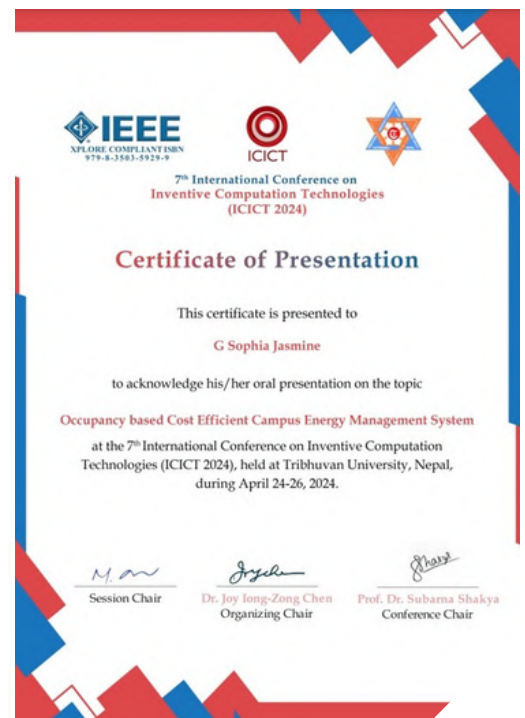 IEEE
XPLORE COMPLIANT ISBN
979-8-3503-5929-9
ICICT
7th International Conference on
Inventive Computation Technologies
(ICICT 2024)
Certificate of Presentation
This certificate is presented to
G Sophia Jasmine
to acknowledge his/her oral presentation on the topic
Occupancy based Cost Efficient Campus Energy Management System
at the 7th International Conference on Inventive Computation
Technologies (ICICT 2024), held at Tribhuvan University, Nepal,
during April 24-26, 2024.
Session Chair
Dr. Joy Iong-Zong Chen
Organizing Chair
Prof. Dr. Subarna Shakya
Conference Chair